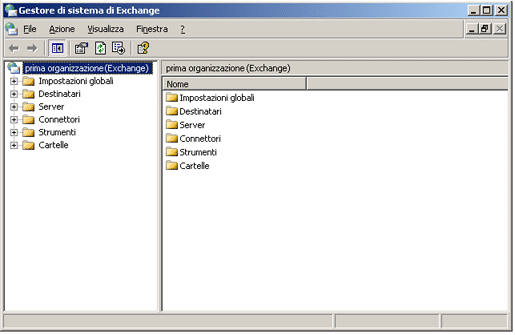 Gestore di sistema di Exchange
File Azione Visualizza Finestra ?
prima organizzazione (Exchange)
Impostazioni globali
Destinatari
Server
Connettori
Strumenti
Cartelle
prima organizzazione (Exchange)
Nome
Impostazioni globali
Destinatari
Server
Connettori
Strumenti
Cartelle